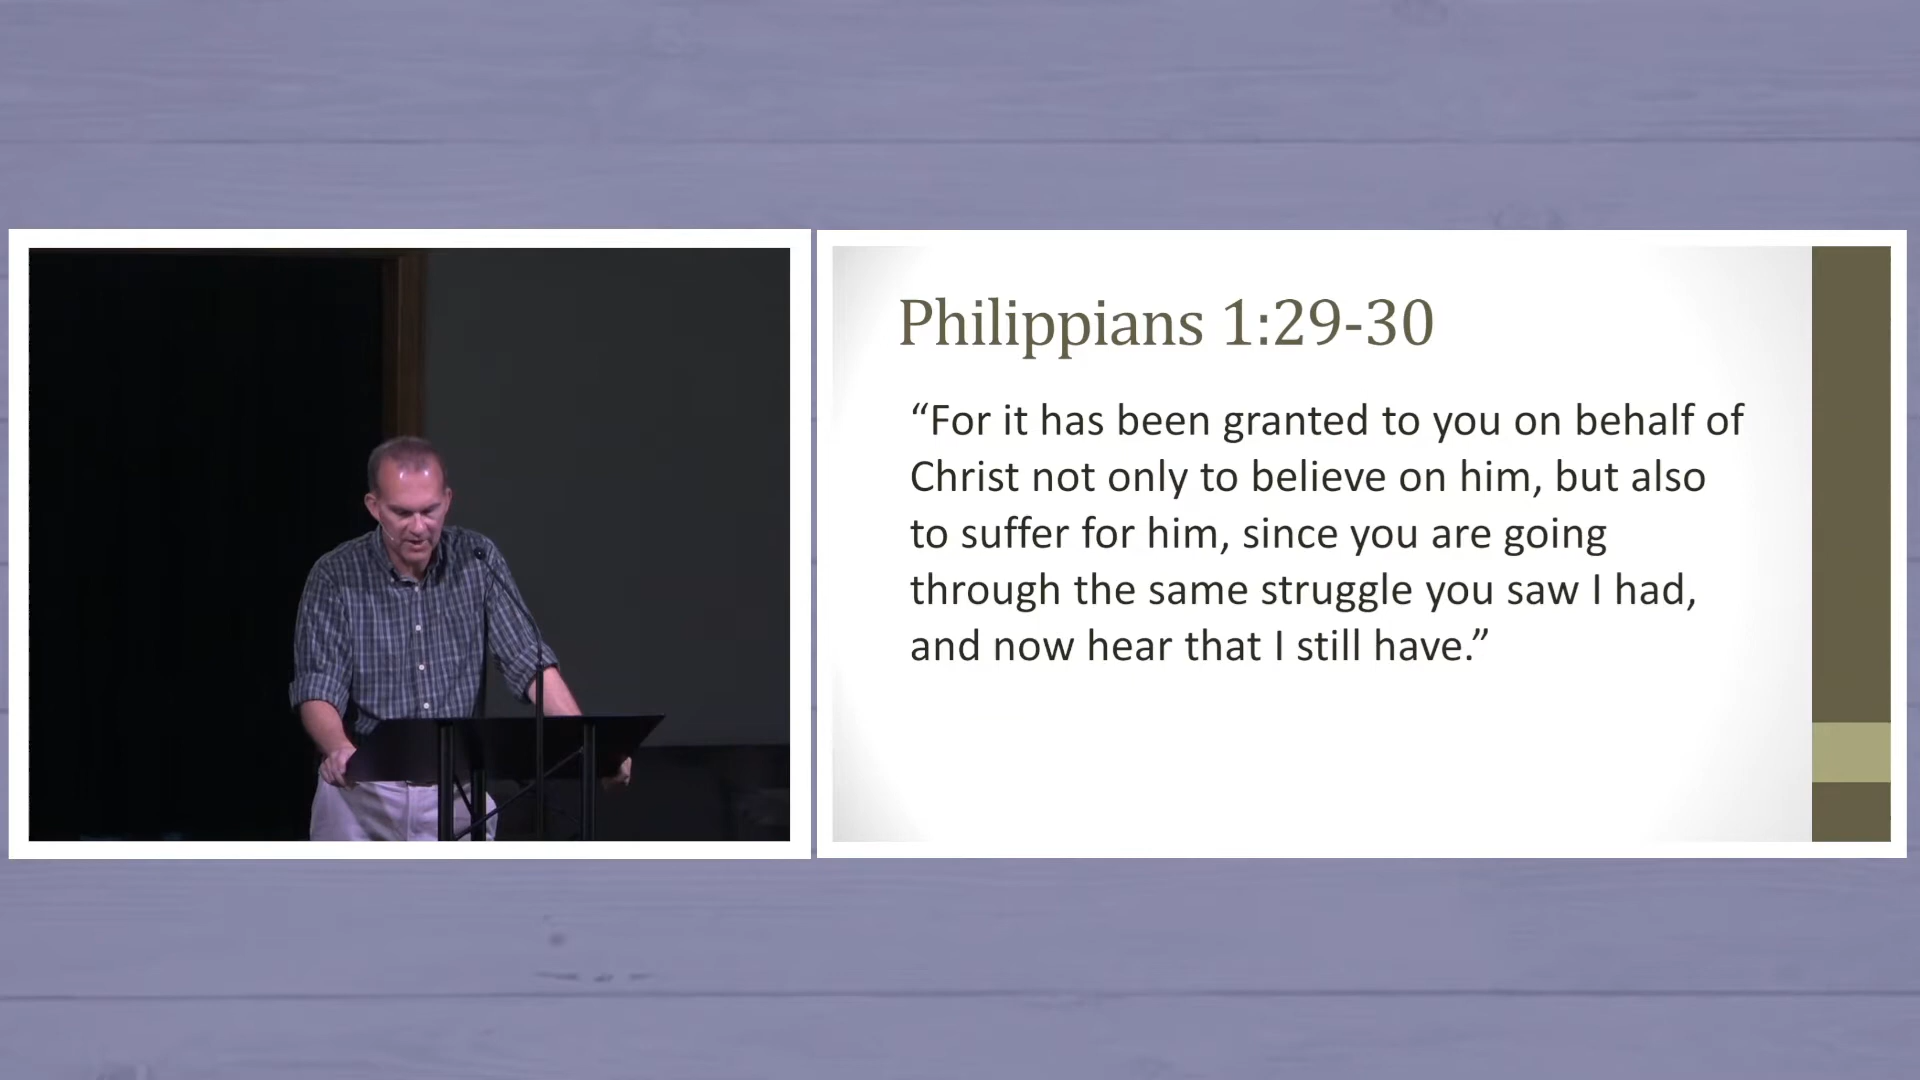 Philippians 1:29-30
“For it has been granted to you on behalf of
Christ not only to believe on him, but also
to suffer for him, since you are going
through the same struggle you saw I had,
and now hear that I still have.”